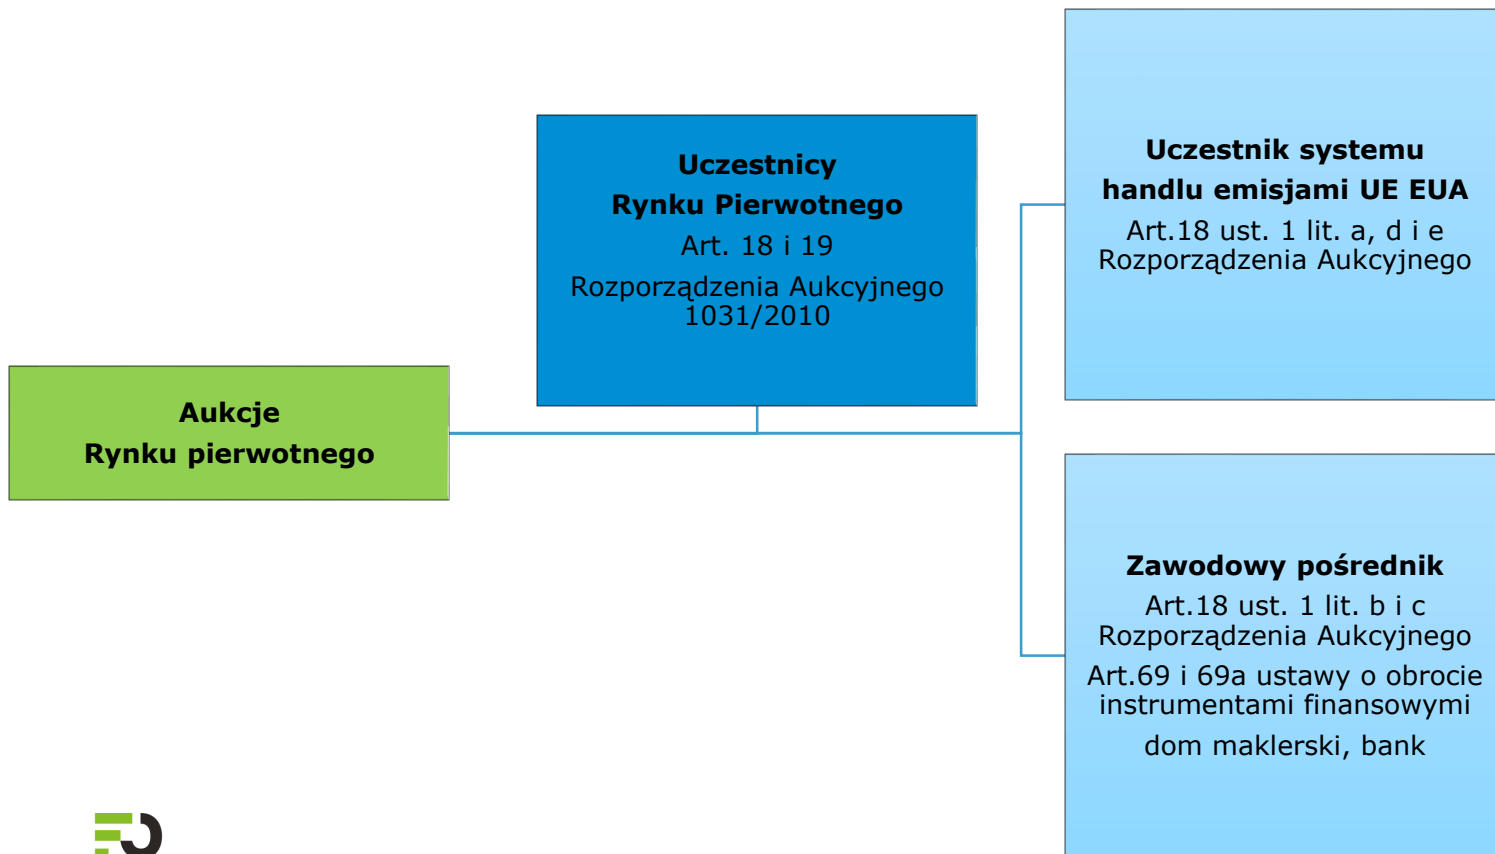 Aukcje
Rynku pierwotnego
Uczestnicy
Rynku Pierwotnego
Art. 18 i 19
Rozporządzenia Aukcyjnego
1031/2010
Uczestnik systemu
handlu emisjami UE EUA
Art.18 ust. 1 lit. a, d i e
Rozporządzenia Aukcyjnego
Zawodowy pośrednik
Art.18 ust. 1 lit. b i c
Rozporządzenia Aukcyjnego
Art.69 i 69a ustawy o obrocie
instrumentami finansowymi
dom maklerski, bank